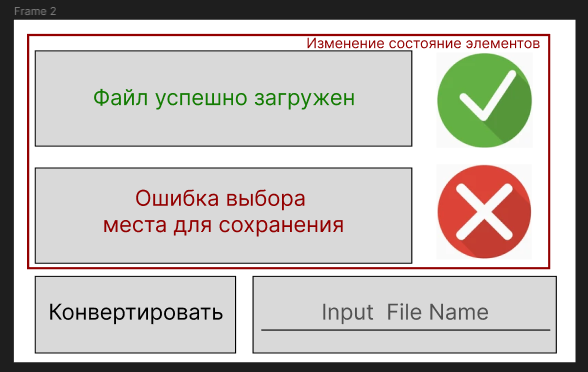 Frame 2
Изменение состояние элементов
Файл успешно загружен
Ошибка выбора
места для сохранения
Конвертировать
Input File Name